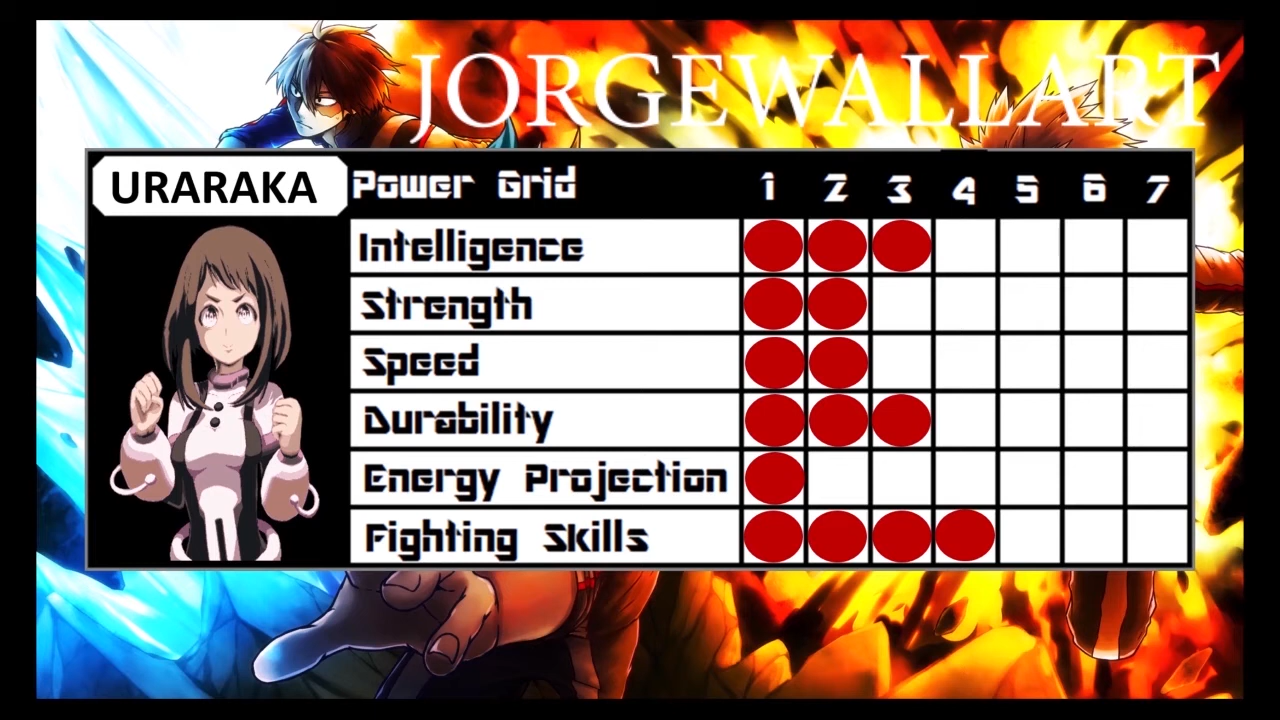 JORGEWALLART
URARAKA
Power Grid 1 2 3 4 5 6 7
Intelligence
Strength
Speed
Durability
Energy Projection
Fighting Skills